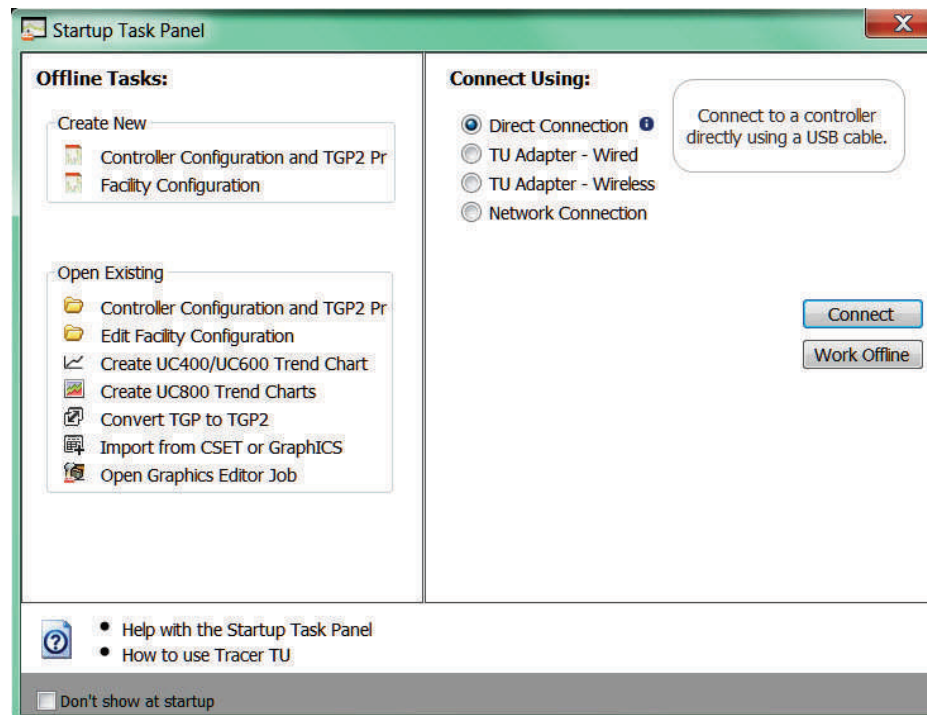 Startup Task Panel
Offline Tasks:
Create New
Controller Configuration and TGP2 Pr
Facility Configuration
Open Existing
Controller Configuration and TGP2 Pr
Edit Facility Configuration
Create UC400/UC600 Trend Chart
Create UC800 Trend Charts
Convert TGP to TGP2
Import from CSET or GraphICS
Open Graphics Editor Job
Connect Using:
Direct Connection
TU Adapter - Wired
TU Adapter - Wireless
Network Connection
Connect to a controller
directly using a USB cable.
Connect
Work Offline
Help with the Startup Task Panel
How to use Tracer TU
Don't show at startup